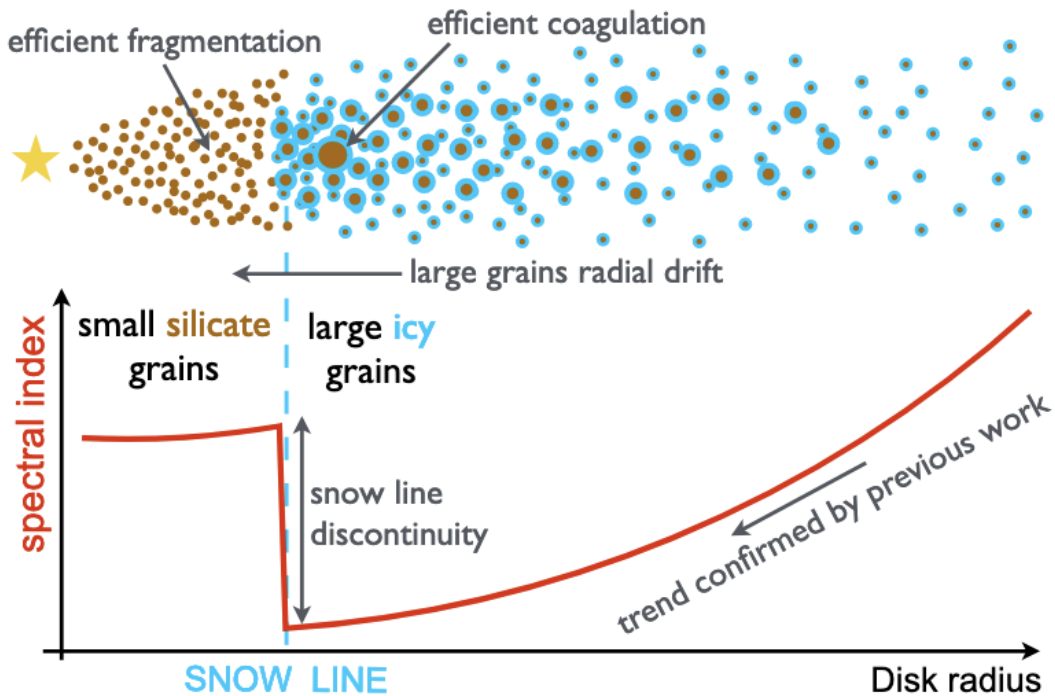 efficient fragmentation
efficient coagulation
large grains radial drift
small silicate
grains
large icy
grains
spectral index
snow line
discontinuity
trend confirmed by previous work
SNOW LINE
Disk radius